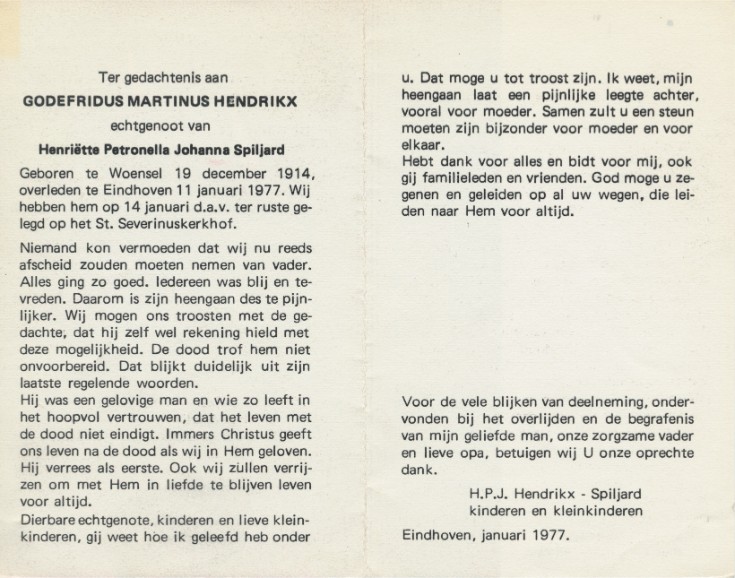 Ter gedachtenis aan
GODEFRIDUS MARTINUS HENDRIKX
echtgenoot van
Henriëtte Petronella Johanna Spiljard
Geboren te Woensel 19 december 1914,
overleden te Eindhoven 11 januari 1977. Wij
hebben hem op 14 januari d.a.v. ter ruste ge-
legd op het St. Severinuskerkhof.
Niemand kon vermoeden dat wij nu reeds
afscheid zouden moeten nemen van vader.
Alles ging zo goed. Iedereen was blij en te-
vreden. Daarom is zijn heengaan des te pijn-
lijker. Wij mogen ons troosten met de ge-
dachte, dat hij zelf wel rekening hield met
deze mogelijkheid. De dood trof hem niet
onvoorbereid. Dat blijkt duidelijk uit zijn
laatste regelende woorden.
Hij was een gelovige man en wie zo leeft in
het hoopvol vertrouwen, dat het leven met
de dood niet eindigt. Immers Christus geeft
ons leven na de dood als wij in Hem geloven.
Hij verrees als eerste. Ook wij zullen verrij-
zen om met Hem in liefde te blijven leven
voor altijd.
Dierbare echtgenote, kinderen en lieve klein-
kinderen, gij weet hoe ik geleefd heb onder
u. Dat moge u tot troost zijn. Ik weet, mijn
heengaan laat een pijnlijke leegte achter,
vooral voor moeder. Samen zult u een steun
moeten zijn bijzonder voor moeder en voor
elkaar.
Hebt dank voor alles en bidt voor mij, ook
gij familieleden en vrienden. God moge u ze-
genen en geleiden op al uw wegen, die lei-
den naar Hem voor altijd.
Voor de vele blijken van deelneming, onder-
vonden bij het overlijden en de begrafenis
van mijn geliefde man, onze zorgzame vader
en lieve opa, betuigen wij U onze oprechte
dank.
H.P.J. Hendrikx - Spiljard
kinderen en kleinkinderen
Eindhoven, januari 1977.